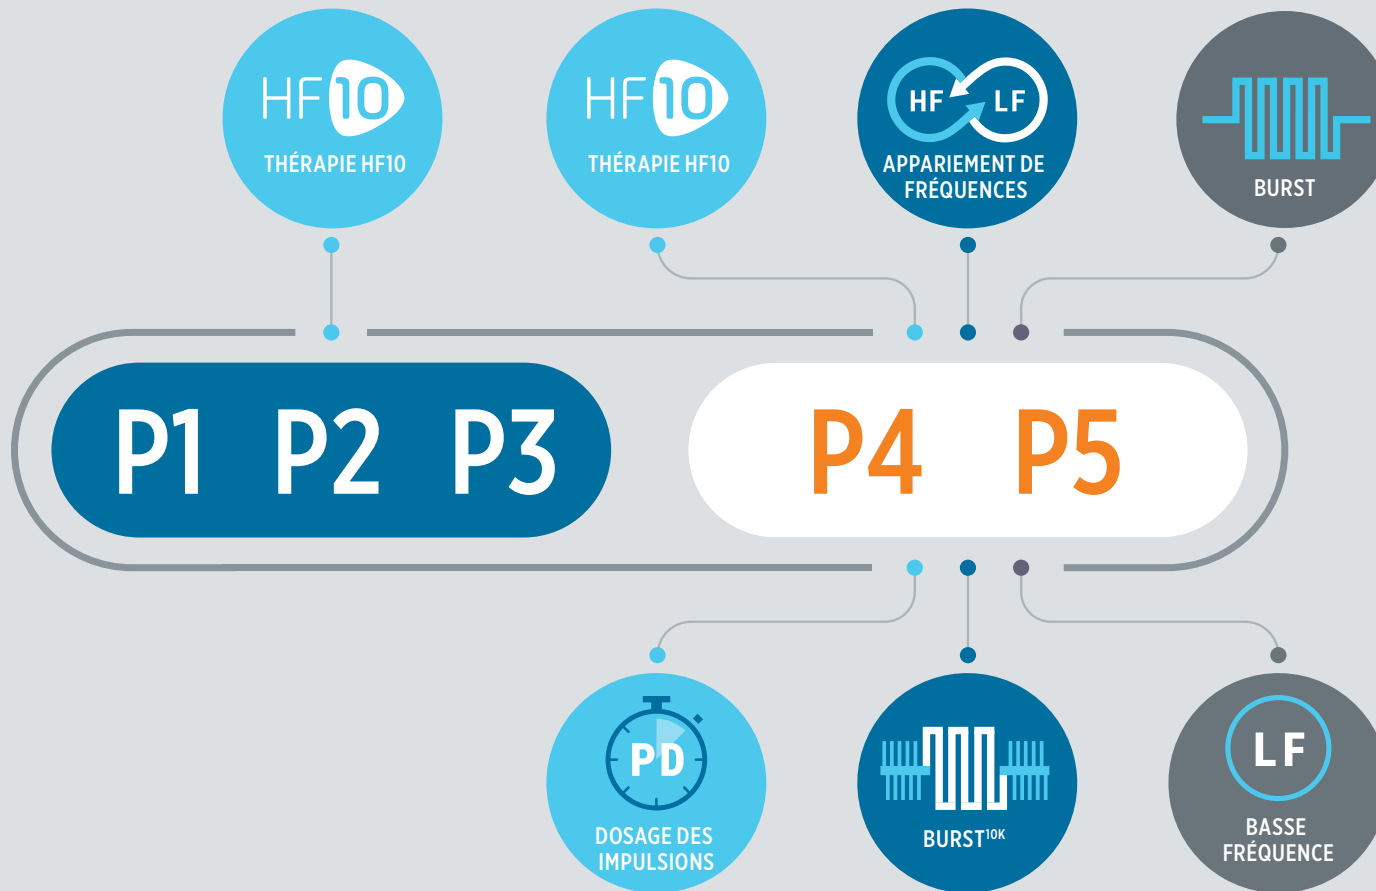 HF10
THÉRAPIE HF10
HF10
THÉRAPIE HF10
HF LF
APPARIEMENT DE
FRÉQUENCES
BURST
P1 P2 P3
P4 P5
PD
DOSAGE DES
IMPULSIONS
BURST10K
LF
BASSE
FRÉQUENCE